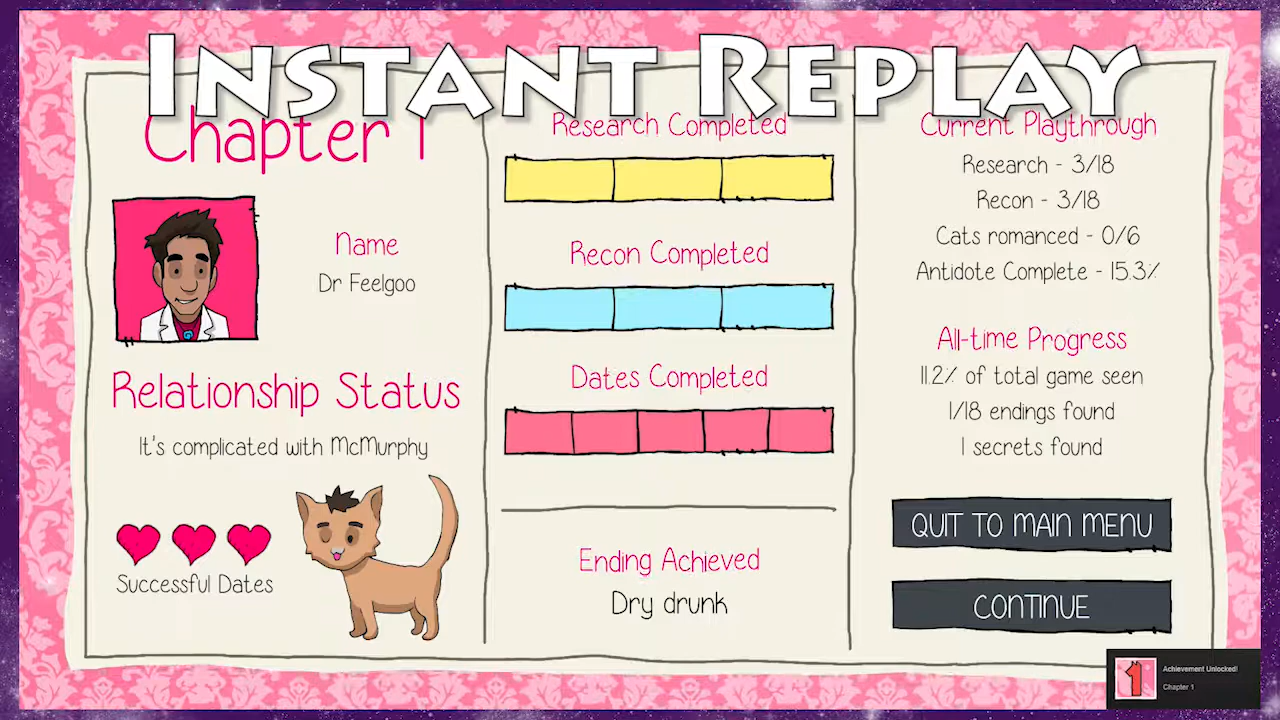 INSTANT REPLAY
Chapter 1
Name
Dr Feelgoo
Relationship Status
It's complicated with McMurphy
Successful Dates
Research Completed
Recon Completed
Dates Completed
Ending Achieved
Dry drunk
Current Playthrough
Research - 3/18
Recon - 3/18
Cats romanced - 0/6
Antidote Complete - 15.3%
All-time Progress
11.2% of total game seen
1/18 endings found
1 secrets found
QUIT TO MAIN MENU
CONTINUE
1
Achievement Unlocked!
Chapter 1